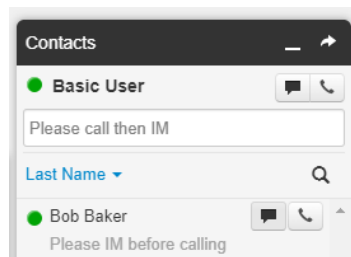 Contacts
Basic User
Please call then IM
Last Name
Bob Baker
Please IM before calling